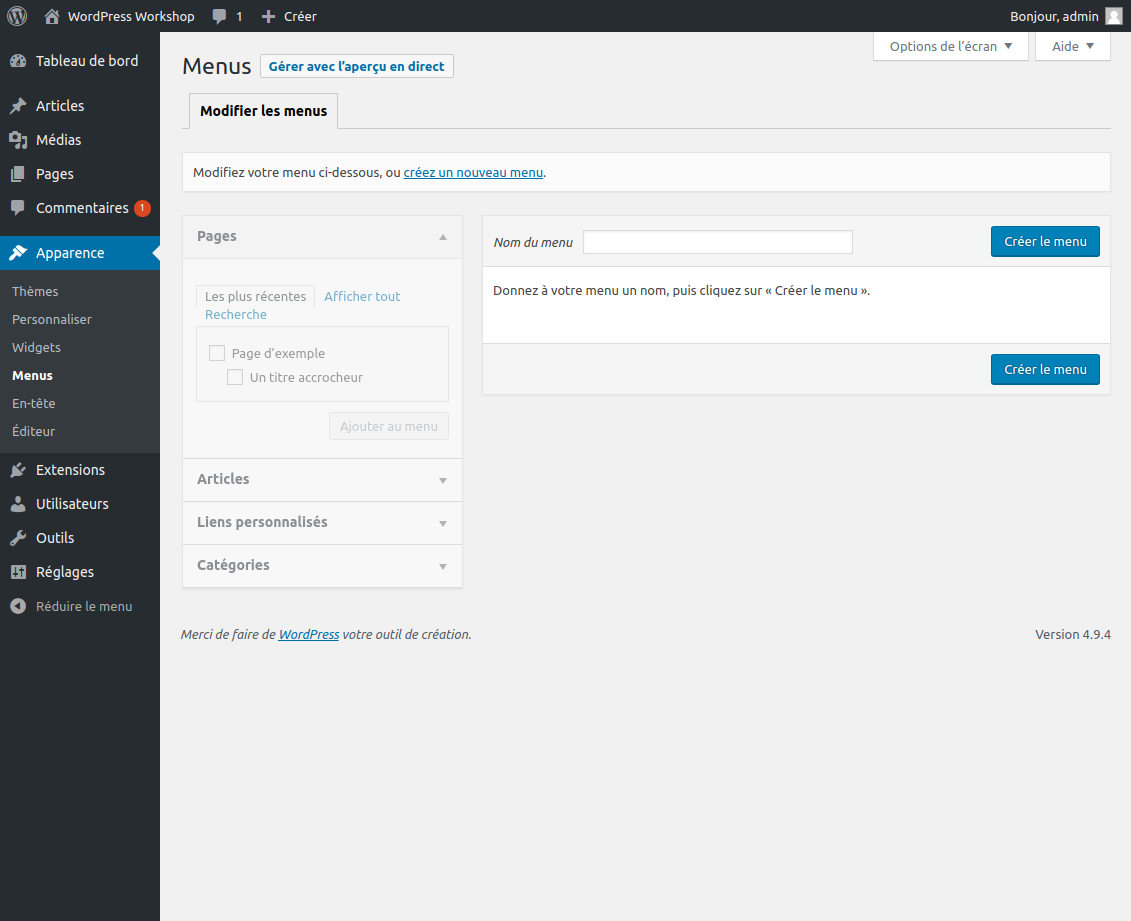 WordPress Workshop 1 Créer Bonjour, admin
Tableau de bord
Articles
Médias
Pages
Commentaires 1
Apparence
Thèmes
Personnaliser
Widgets
Menus
En-tête
Éditeur
Extensions
Utilisateurs
Outils
Réglages
Réduire le menu
Options de l’écran Aide
Menus Gérer avec l’aperçu en direct
Modifier les menus
Modifiez votre menu ci-dessous, ou créez un nouveau menu.
Pages
Les plus récentes Afficher tout
Recherche
Page d’exemple
Un titre accrocheur
Ajouter au menu
Articles
Liens personnalisés
Catégories
Nom du menu Créer le menu
Donnez à votre menu un nom, puis cliquez sur « Créer le menu ».
Créer le menu
Merci de faire de WordPress votre outil de création. Version 4.9.4